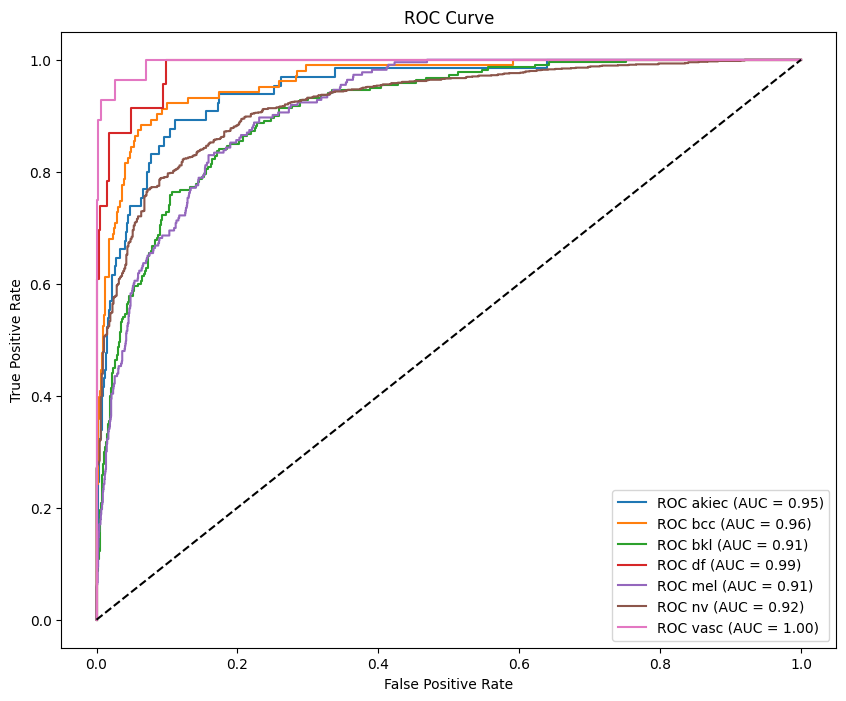 ROC Curve
1.0
0.8
0.6
0.4
0.2
0.0
True Positive Rate
0.0 0.2 0.4 0.6 0.8 1.0
False Positive Rate
ROC akiec (AUC = 0.95)
ROC bcc (AUC = 0.96)
ROC bkl (AUC = 0.91)
ROC df (AUC = 0.99)
ROC mel (AUC = 0.91)
ROC nv (AUC = 0.92)
ROC vasc (AUC = 1.00)